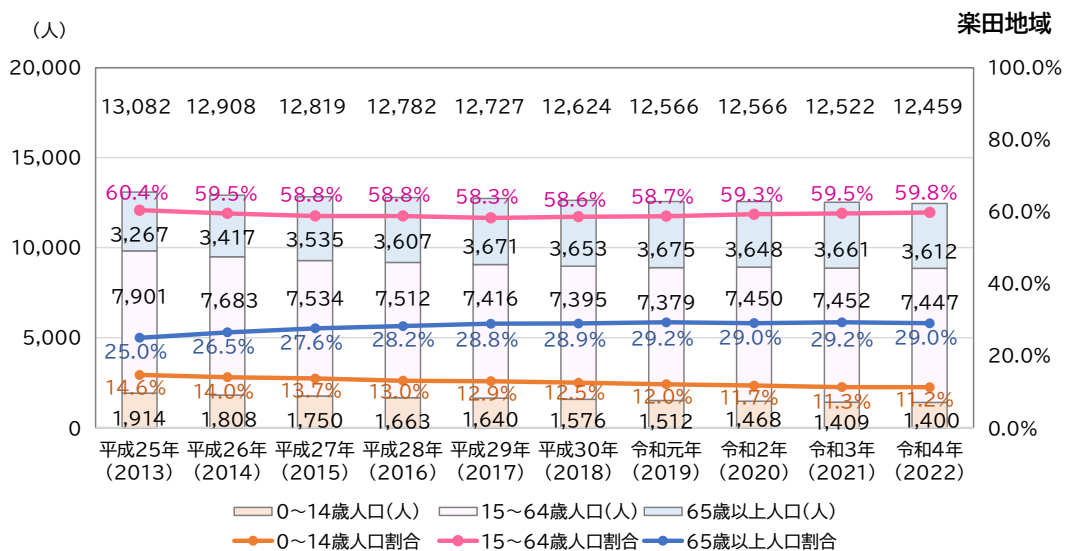 楽田地域
（人）
20,000 100.0%
13,082 12,908 12,819 12,782 12,727 12,624 12,566 12,566 12,522 12,459
80.0%
15,000
60.4% 59.5% 58.8% 58.8% 58.3% 58.6% 58.7% 59.3% 59.5% 59.8%
60.0%
10,000
3,267 3,417 3,535 3,607 3,671 3,653 3,675 3,648 3,661 3,612
40.0%
7,901 7,683 7,534 7,512 7,416 7,395 7,379 7,450 7,452 7,447
5,000
25.0% 26.5% 27.6% 28.2% 28.8% 28.9% 29.2% 29.0% 29.2% 29.0%
20.0%
14.6% 14.0% 13.7% 13.0% 12.9% 12.5% 12.0% 11.7% 11.3% 11.2%
1,914 1,808 1,750 1,663 1,640 1,576 1,512 1,468 1,409 1,400
0 0.0%
平成25年 平成26年 平成27年 平成28年 平成29年 平成30年 令和元年 令和2年 令和3年 令和4年
（2013） （2014） （2015） （2016） （2017） （2018） （2019） （2020） （2021） （2022）
0～14歳人口（人） 15～64歳人口（人） 65歳以上人口（人）
0～14歳人口割合 15～64歳人口割合 65歳以上人口割合